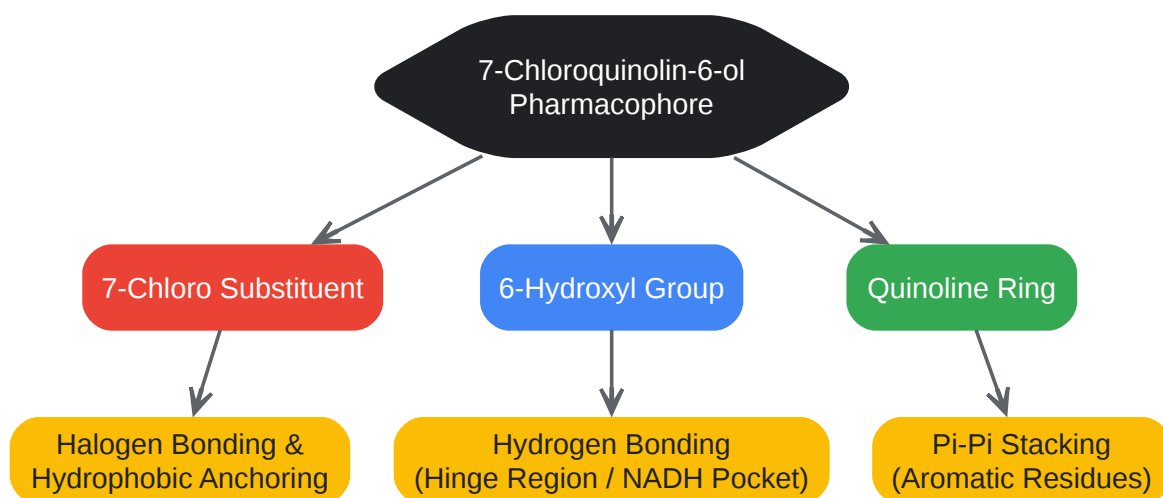 7-Chloroquinolin-6-ol
Pharmacophore
7-Chloro Substituent
6-Hydroxyl Group
Quinoline Ring
Halogen Bonding &
Hydrophobic Anchoring
Hydrogen Bonding
(Hinge Region / NADH Pocket)
Pi-Pi Stacking
(Aromatic Residues)